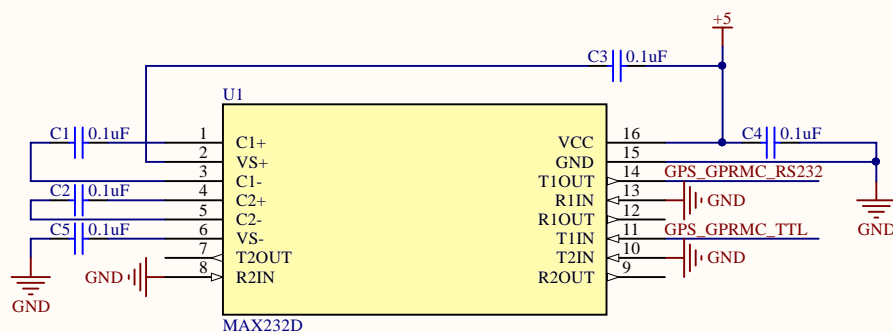 +5
C3 0.1uF
U1
C1 0.1uF 1 C1+ VCC 16 C4 0.1uF
2 VS+ GND 15
3 C1- T1OUT 14 GPS_GPRMC_RS232
C2 0.1uF 4 C2+ R1IN 13 GND
5 C2- R1OUT 12
C5 0.1uF 6 VS- T1IN 11 GPS_GPRMC_TTL
7 T2OUT T2IN 10 GND
GND 8 R2IN R2OUT 9
GND
GND
MAX232D